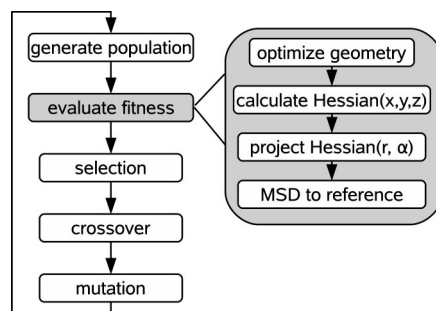 generate population
evaluate fitness
selection
crossover
mutation
optimize geometry
calculate Hessian(x,y,z)
project Hessian(r, α)
MSD to reference